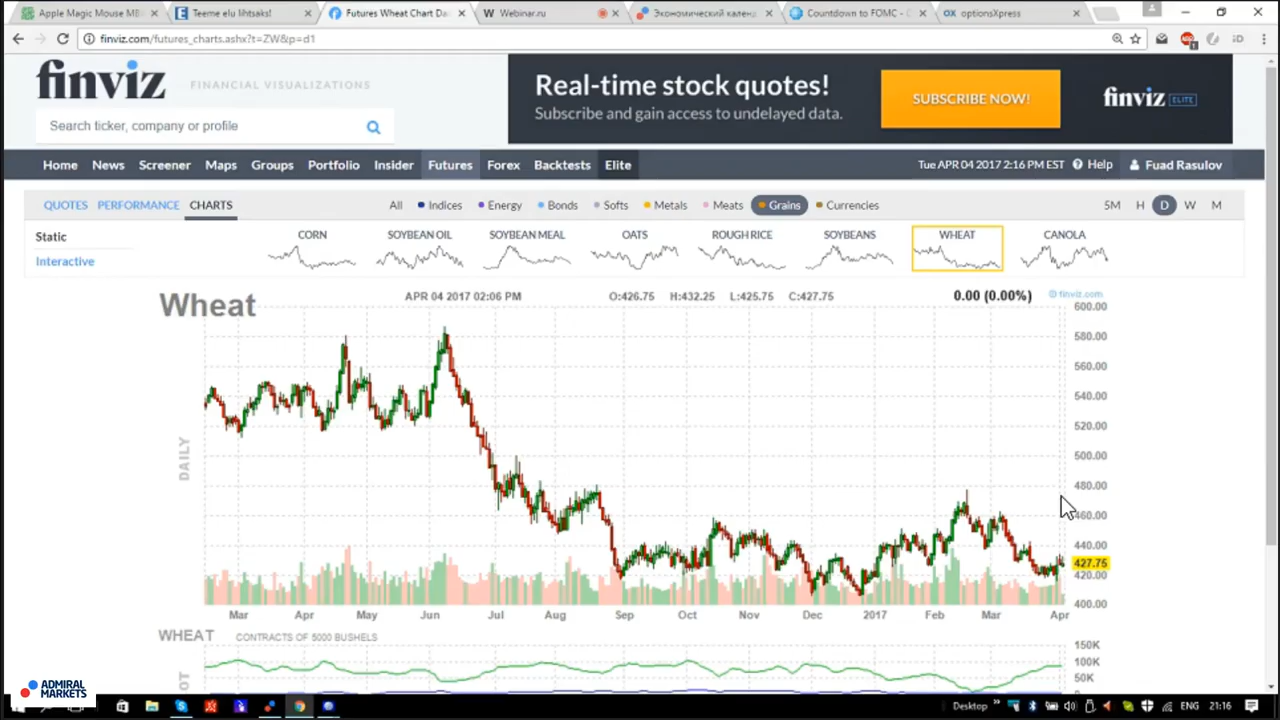 Apple Magic Mouse MB
Teeme elu lihtsaks!
Futures Wheat Chart Da
Webinar.ru
Экономический кален
Countdown to FOMC - C
optionsXpress
finviz.com/futures_charts.ashx?t=ZW&p=d1
finviz FINANCIAL VISUALIZATIONS
Real-time stock quotes!
Subscribe and gain access to undelayed data.
SUBSCRIBE NOW!
finviz ELITE
Search ticker, company or profile
Home News Screener Maps Groups Portfolio Insider Futures Forex Backtests Elite
Tue APR 04 2017 2:16 PM EST Help Fuad Rasulov
QUOTES PERFORMANCE CHARTS
All Indices Energy Bonds Softs Metals Meats Grains Currencies
5M H D W M
Static
Interactive
CORN SOYBEAN OIL SOYBEAN MEAL OATS ROUGH RICE SOYBEANS WHEAT CANOLA
Wheat
APR 04 2017 02:06 PM O:426.75 H:432.25 L:425.75 C:427.75
0.00 (0.00%)
© finviz.com
600.00
580.00
560.00
540.00
520.00
500.00
480.00
460.00
440.00
427.75
420.00
400.00
DAILY
Mar Apr May Jun Jul Aug Sep Oct Nov Dec 2017 Feb Mar Apr
WHEAT CONTRACTS OF 5000 BUSHELS
150K
100K
50K
0
OT
ADMIRAL
MARKETS
Desktop
ENG
21:16